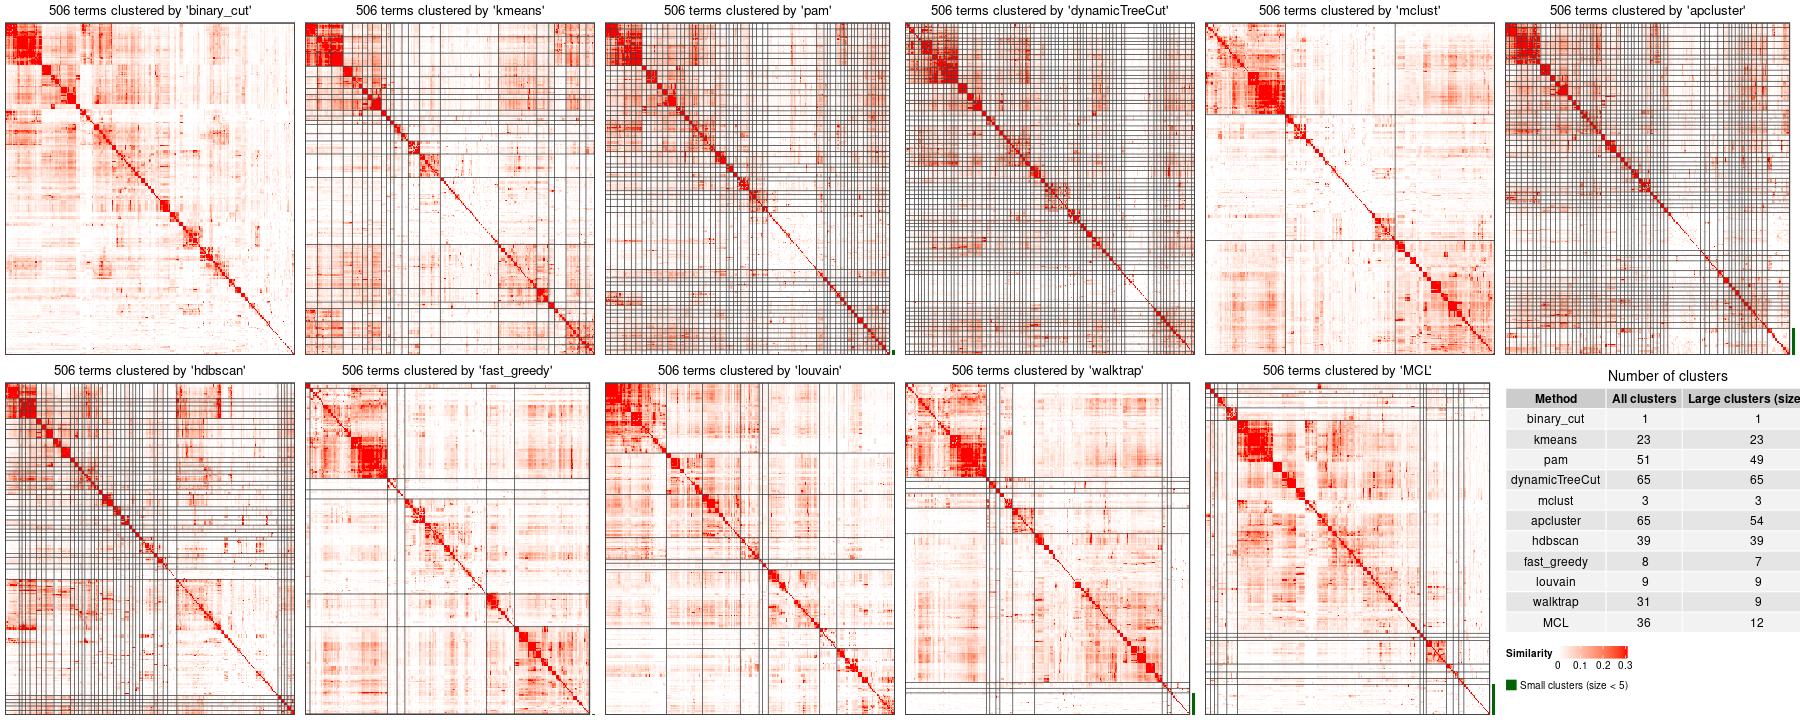 506 terms clustered by 'binary_cut'
506 terms clustered by 'kmeans'
506 terms clustered by 'pam'
506 terms clustered by 'dynamicTreeCut'
506 terms clustered by 'mclust'
506 terms clustered by 'apcluster'
506 terms clustered by 'hdbscan'
506 terms clustered by 'fast_greedy'
506 terms clustered by 'louvain'
506 terms clustered by 'walktrap'
506 terms clustered by 'MCL'
Number of clusters
Method All clusters Large clusters (size
binary_cut 1 1
kmeans 23 23
pam 51 49
dynamicTreeCut 65 65
mclust 3 3
apcluster 65 54
hdbscan 39 39
fast_greedy 8 7
louvain 9 9
walktrap 31 9
MCL 36 12
Similarity
0 0.1 0.2 0.3
Small clusters (size < 5)